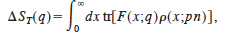 ΔS_T(q)=∫_0^∞ dx tr[F(x;q)ρ(x;pn)],